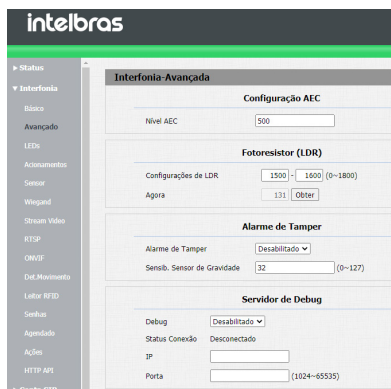 intelbras
Status
Interfonia
Básico
Avançado
LEDs
Acionamentos
Sensor
Wiegand
Stream Vídeo
RTSP
ONVIF
Det.Movimento
Leitor RFID
Senhas
Agendado
Ações
HTTP API
Interfonia-Avançada
Configuração AEC
Nível AEC 500
Fotoresistor (LDR)
Configurações de LDR 1500 - 1600 (0~1800)
Agora 131 Obter
Alarme de Tamper
Alarme de Tamper Desabilitado
Sensib. Sensor de Gravidade 32 (0~127)
Servidor de Debug
Debug Desabilitado
Status Conexão Desconectado
IP
Porta (1024~65535)